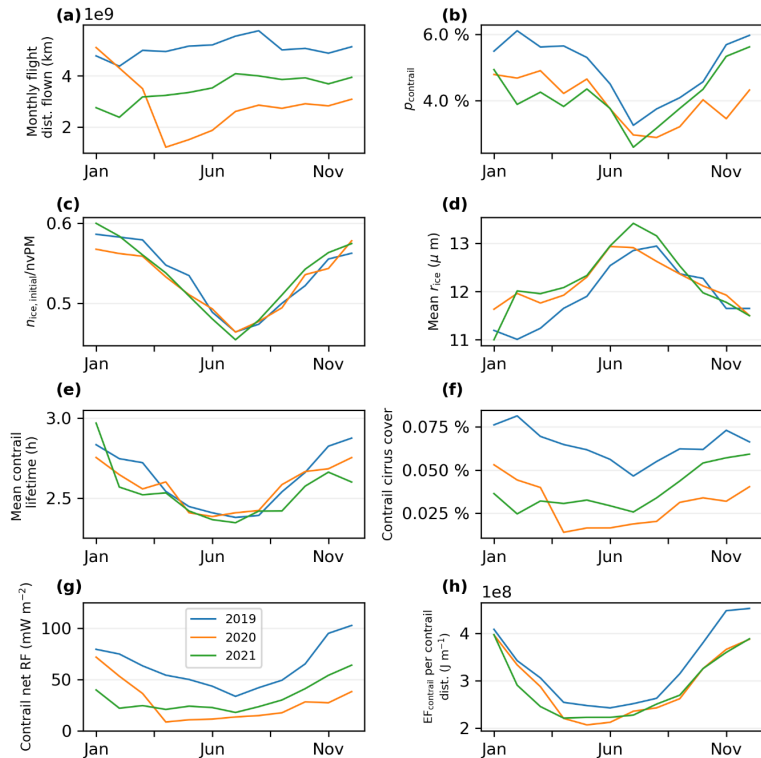 (a)
1e9
Monthly flight
dist. flown (km)
4
2
Jan
Jun
Nov
(b)
p_contrail
6.0 %
4.0 %
Jan
Jun
Nov
(c)
n_ice, initial/nvPM
0.6
0.5
Jan
Jun
Nov
(d)
Mean r_ice (μ m)
13
12
11
Jan
Jun
Nov
(e)
Mean contrail
lifetime (h)
3.0
2.5
Jan
Jun
Nov
(f)
Contrail cirrus cover
0.075 %
0.050 %
0.025 %
Jan
Jun
Nov
(g)
Contrail net RF (mW m⁻²)
100
50
0
2019
2020
2021
Jan
Jun
Nov
(h)
1e8
EF_contrail per contrail
dist. (J m⁻¹)
4
3
2
Jan
Jun
Nov